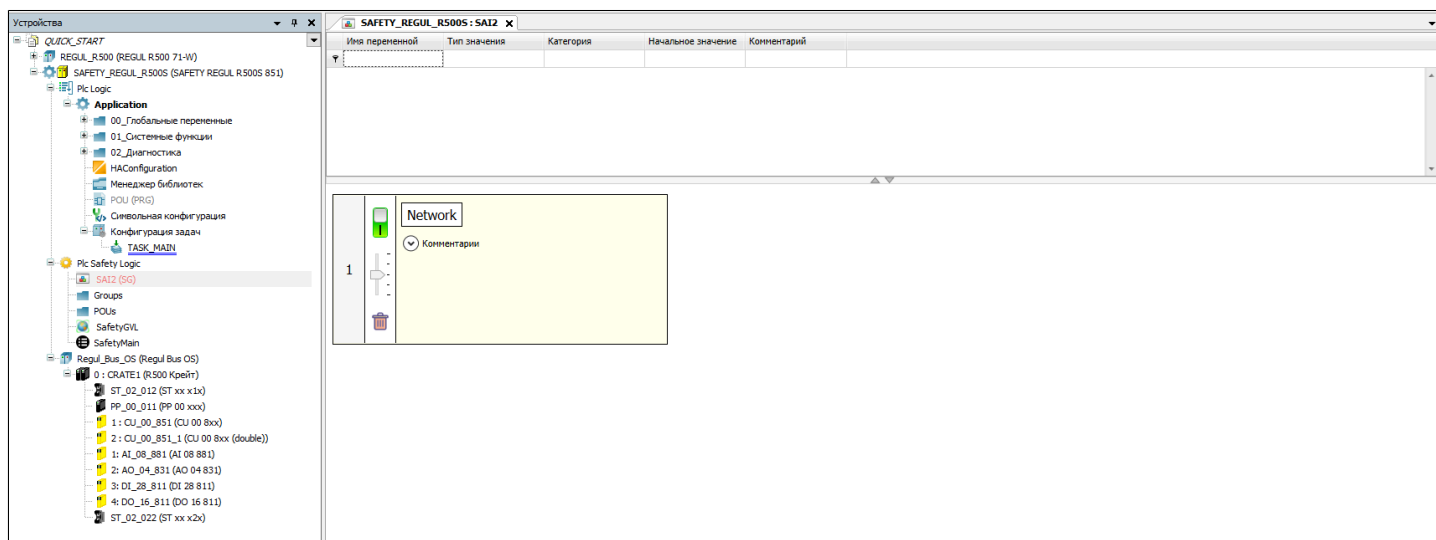 Устройства
QUICK_START
REGUL_R500 (REGUL R500 71-W)
SAFETY_REGUL_R500S (SAFETY REGUL R500S 851)
Plc Logic
Application
00_Глобальные переменные
01_Системные функции
02_Диагностика
HAConfiguration
Менеджер библиотек
POU (PRG)
Символьная конфигурация
Конфигурация задач
TASK_MAIN
Plc Safety Logic
SAI2 (SG)
Groups
POUs
SafetyGVL
SafetyMain
Regul_Bus_OS (Regul Bus OS)
0 : CRATE1 (R500 Крейт)
ST_02_012 (ST xx x1x)
PP_00_011 (PP 00 xxx)
1 : CU_00_851 (CU 00 8xx)
2 : CU_00_851_1 (CU 00 8xx (double))
1: AI_08_881 (AI 08 881)
2: AO_04_831 (AO 04 831)
3: DI_28_811 (DI 28 811)
4: DO_16_811 (DO 16 811)
ST_02_022 (ST xx x2x)
SAFETY_REGUL_R500S : SAI2
Имя переменной Тип значения Категория Начальное значение Комментарий
1
Network
Комментарии